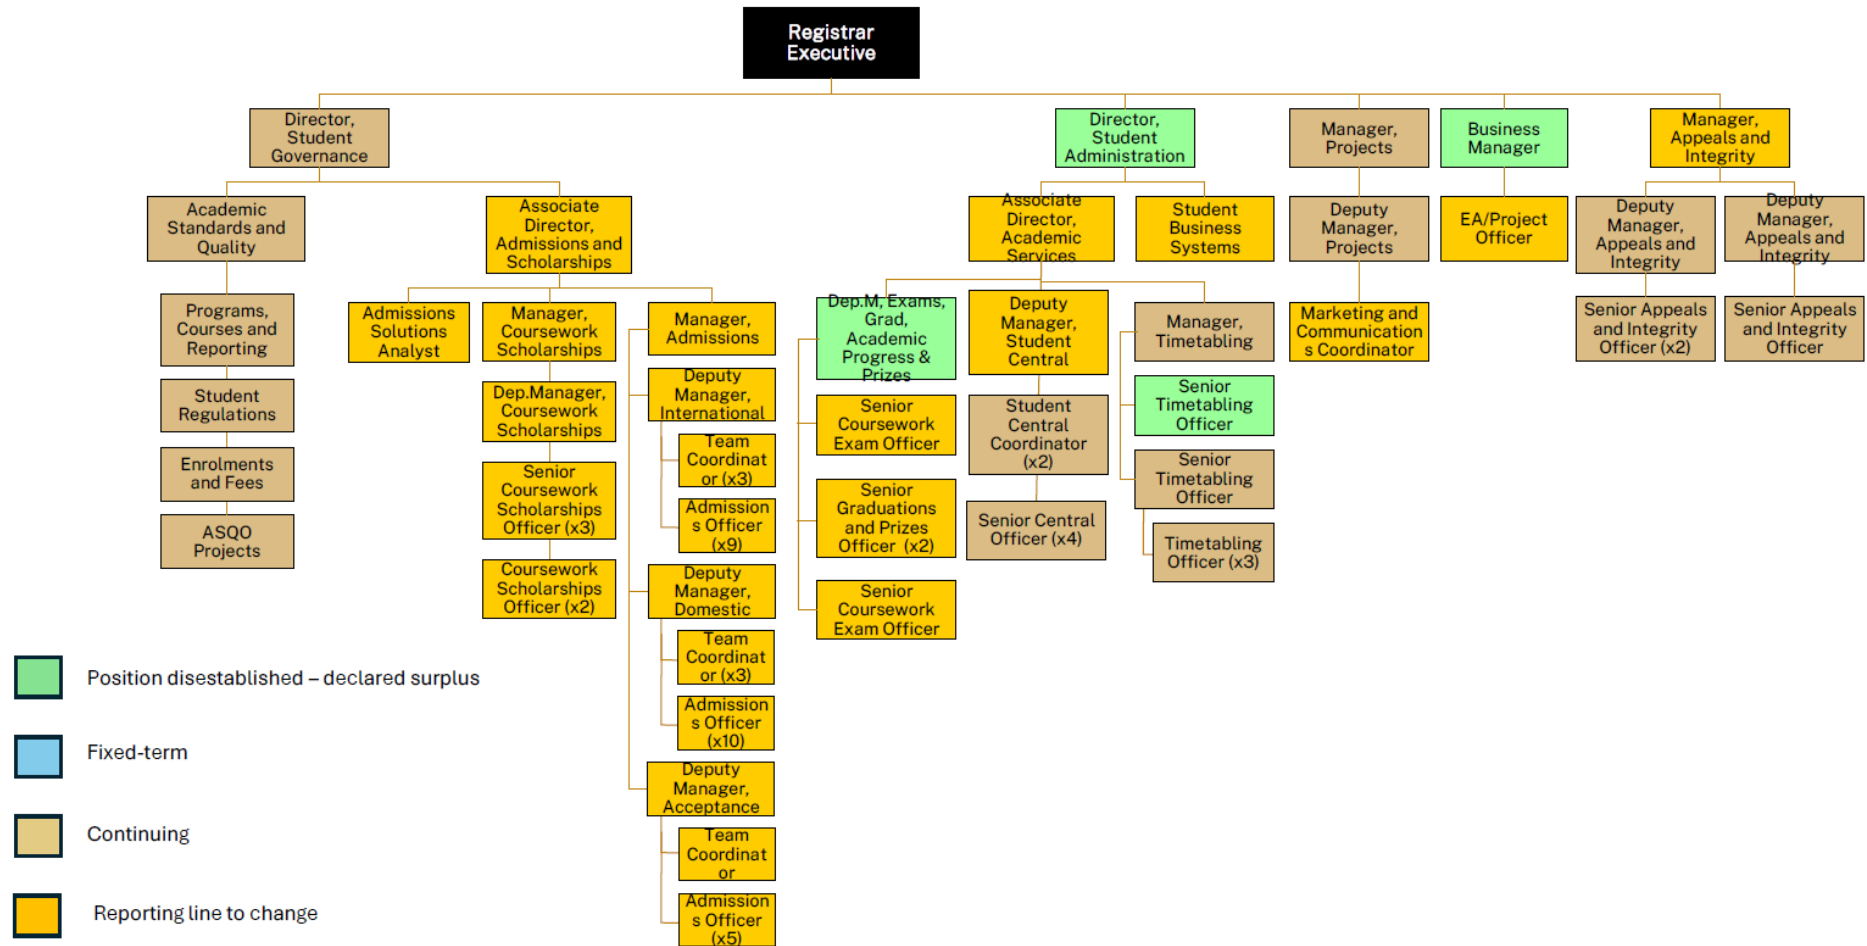 Registrar
Executive
Director,
Student
Governance
Director,
Student
Administration
Manager,
Projects
Business
Manager
Manager,
Appeals and
Integrity
Academic
Standards and
Quality
Associate
Director,
Admissions and
Scholarships
Associate
Director,
Academic
Services
Student
Business
Systems
Deputy
Manager,
Projects
EA/Project
Officer
Deputy
Manager,
Appeals and
Integrity
Deputy
Manager,
Appeals and
Integrity
Programs,
Courses and
Reporting
Student
Regulations
Enrolments
and Fees
ASQO
Projects
Admissions
Solutions
Analyst
Manager,
Coursework
Scholarships
Dep.Manager,
Coursework
Scholarships
Senior
Coursework
Scholarships
Officer (x3)
Coursework
Scholarships
Officer (x2)
Manager,
Admissions
Deputy
Manager,
International
Team
Coordinat
or (x3)
Admission
s Officer
(x9)
Deputy
Manager,
Domestic
Team
Coordinat
or (x3)
Admission
s Officer
(x10)
Deputy
Manager,
Acceptance
Team
Coordinat
or
Admission
s Officer
(x5)
Dep.M, Exams,
Grad,
Academic
Progress &
Prizes
Senior
Coursework
Exam Officer
Senior
Graduations
and Prizes
Officer (x2)
Senior
Coursework
Exam Officer
Deputy
Manager,
Student
Central
Student
Central
Coordinator
(x2)
Senior Central
Officer (x4)
Manager,
Timetabling
Senior
Timetabling
Officer
Senior
Timetabling
Officer
Timetabling
Officer (x3)
Marketing and
Communication
s Coordinator
Senior Appeals
and Integrity
Officer (x2)
Senior Appeals
and Integrity
Officer
Position disestablished – declared surplus
Fixed-term
Continuing
Reporting line to change